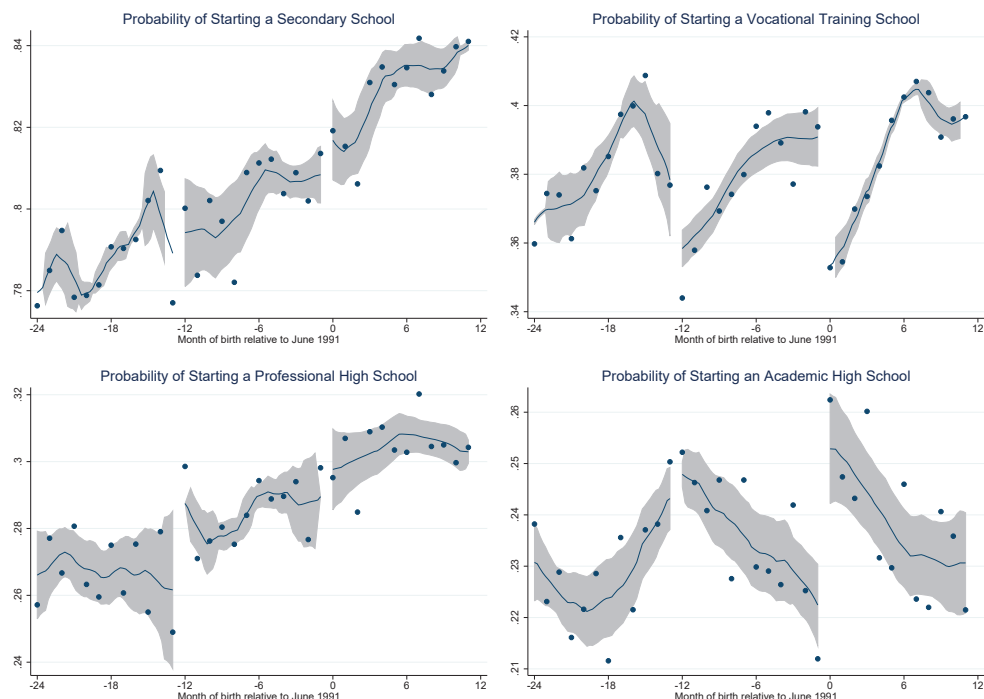 Probability of Starting a Secondary School
.84
.82
.8
.78
-24 -18 -12 -6 0 6 12
Month of birth relative to June 1991
Probability of Starting a Vocational Training School
.42
.4
.38
.36
.34
-24 -18 -12 -6 0 6 12
Month of birth relative to June 1991
Probability of Starting a Professional High School
.32
.3
.28
.26
.24
-24 -18 -12 -6 0 6 12
Month of birth relative to June 1991
Probability of Starting an Academic High School
.26
.25
.24
.23
.22
.21
-24 -18 -12 -6 0 6 12
Month of birth relative to June 1991